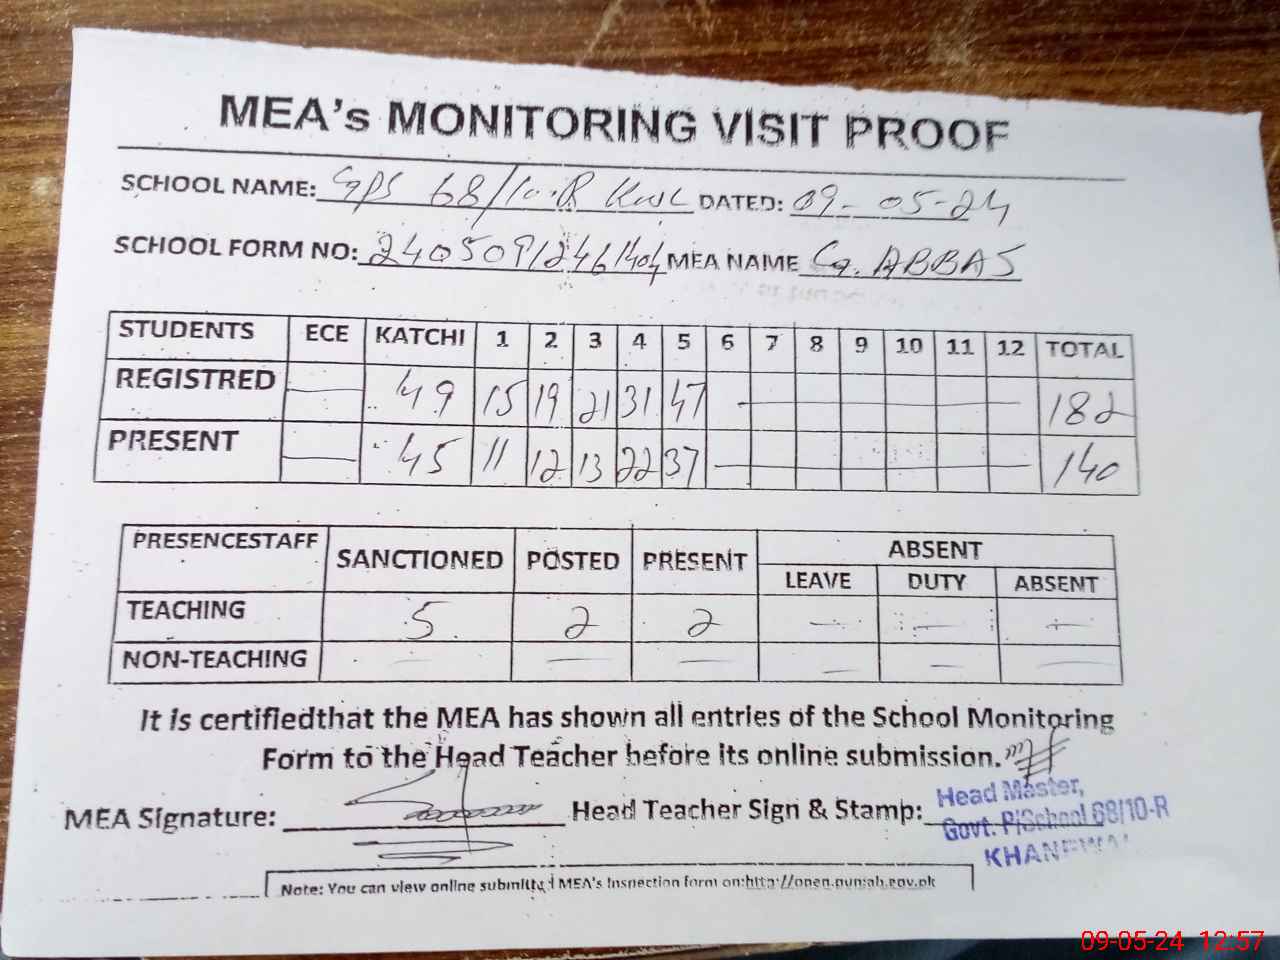 MEA's MONITORING VISIT PROOF
SCHOOL NAME: GPS 68/10-R KWL DATED: 09-05-24
SCHOOL FORM NO: MEA NAME G. ABBAS
STUDENTS ECE KATCHI 1 2 3 4 5 6 7 8 9 10 11 12 TOTAL
REGISTRED — 49 15 19 21 31 47 — 182
PRESENT — 45 11 12 13 22 37 — 140
PRESENCESTAFF SANCTIONED POSTED PRESENT ABSENT
LEAVE DUTY ABSENT
TEACHING 5 2 2 — — —
NON-TEACHING — — — — — —
It is certifiedthat the MEA has shown all entries of the School Monitoring
Form to the Head Teacher before its online submission.
MEA Signature: Head Teacher Sign & Stamp:
Head Master,
Govt. P/School 68/10-R
KHANEWAL
Note: You can view online submitted MEA's Inspection form on:http://open.punjab.gov.pk
09-05-24 12:57